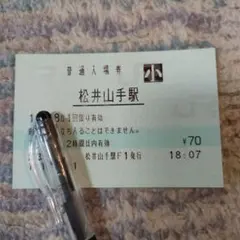 普通入場券
松井山手駅
1回限り有効
ることはできません。
2時間以内有効
¥70
松井山手駅F1発行
18:07